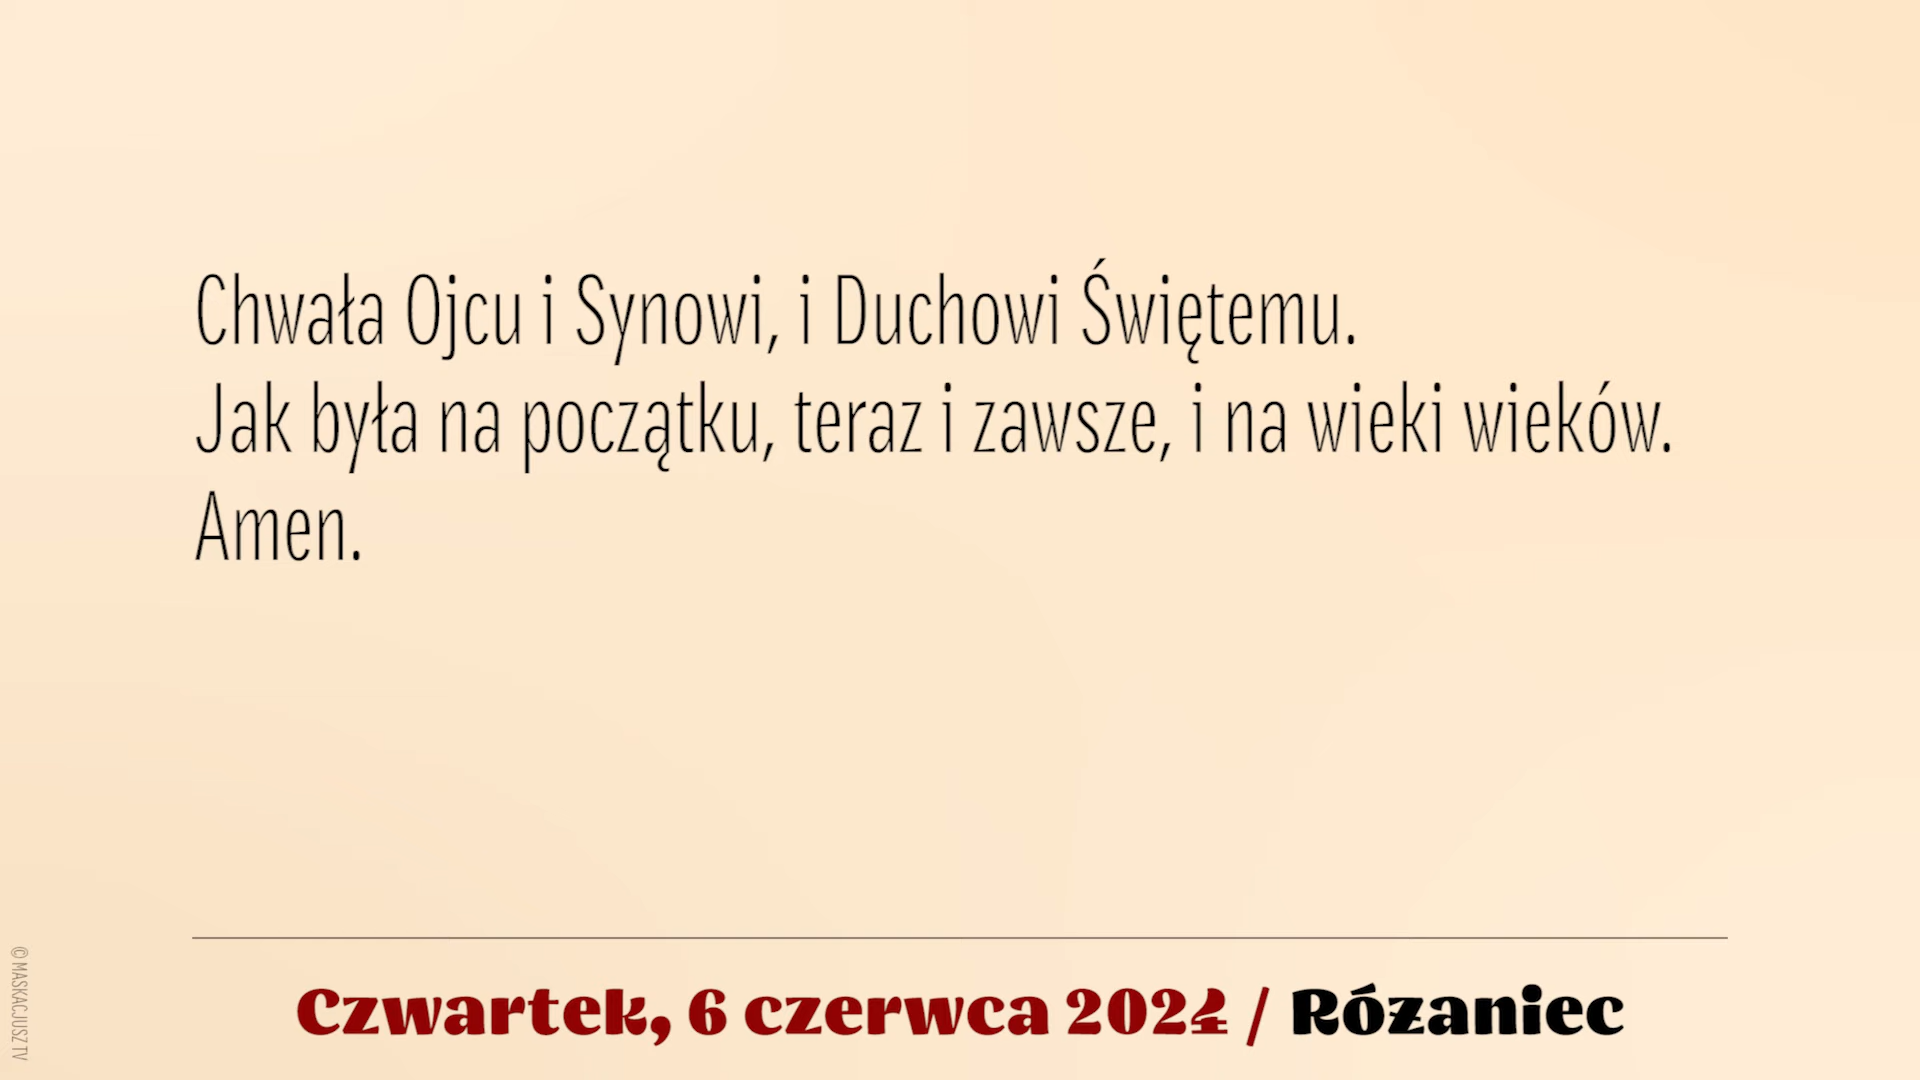 Chwała Ojcu i Synowi, i Duchowi Świętemu.
Jak była na początku, teraz i zawsze, i na wieki wieków.
Amen.
Czwartek, 6 czerwca 2024 / Różaniec
© MASKACJUSZ TV